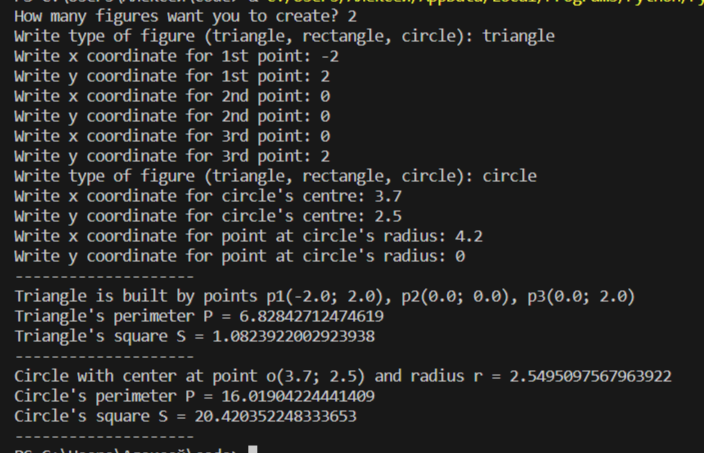 How many figures want you to create? 2
Write type of figure (triangle, rectangle, circle): triangle
Write x coordinate for 1st point: -2
Write y coordinate for 1st point: 2
Write x coordinate for 2nd point: 0
Write y coordinate for 2nd point: 0
Write x coordinate for 3rd point: 0
Write y coordinate for 3rd point: 2
Write type of figure (triangle, rectangle, circle): circle
Write x coordinate for circle's centre: 3.7
Write y coordinate for circle's centre: 2.5
Write x coordinate for point at circle's radius: 4.2
Write y coordinate for point at circle's radius: 0
--------------------
Triangle is built by points p1(-2.0; 2.0), p2(0.0; 0.0), p3(0.0; 2.0)
Triangle's perimeter P = 6.82842712474619
Triangle's square S = 1.0823922002923938
--------------------
Circle with center at point o(3.7; 2.5) and radius r = 2.5495097567963922
Circle's perimeter P = 16.01904224441409
Circle's square S = 20.420352248333653
--------------------